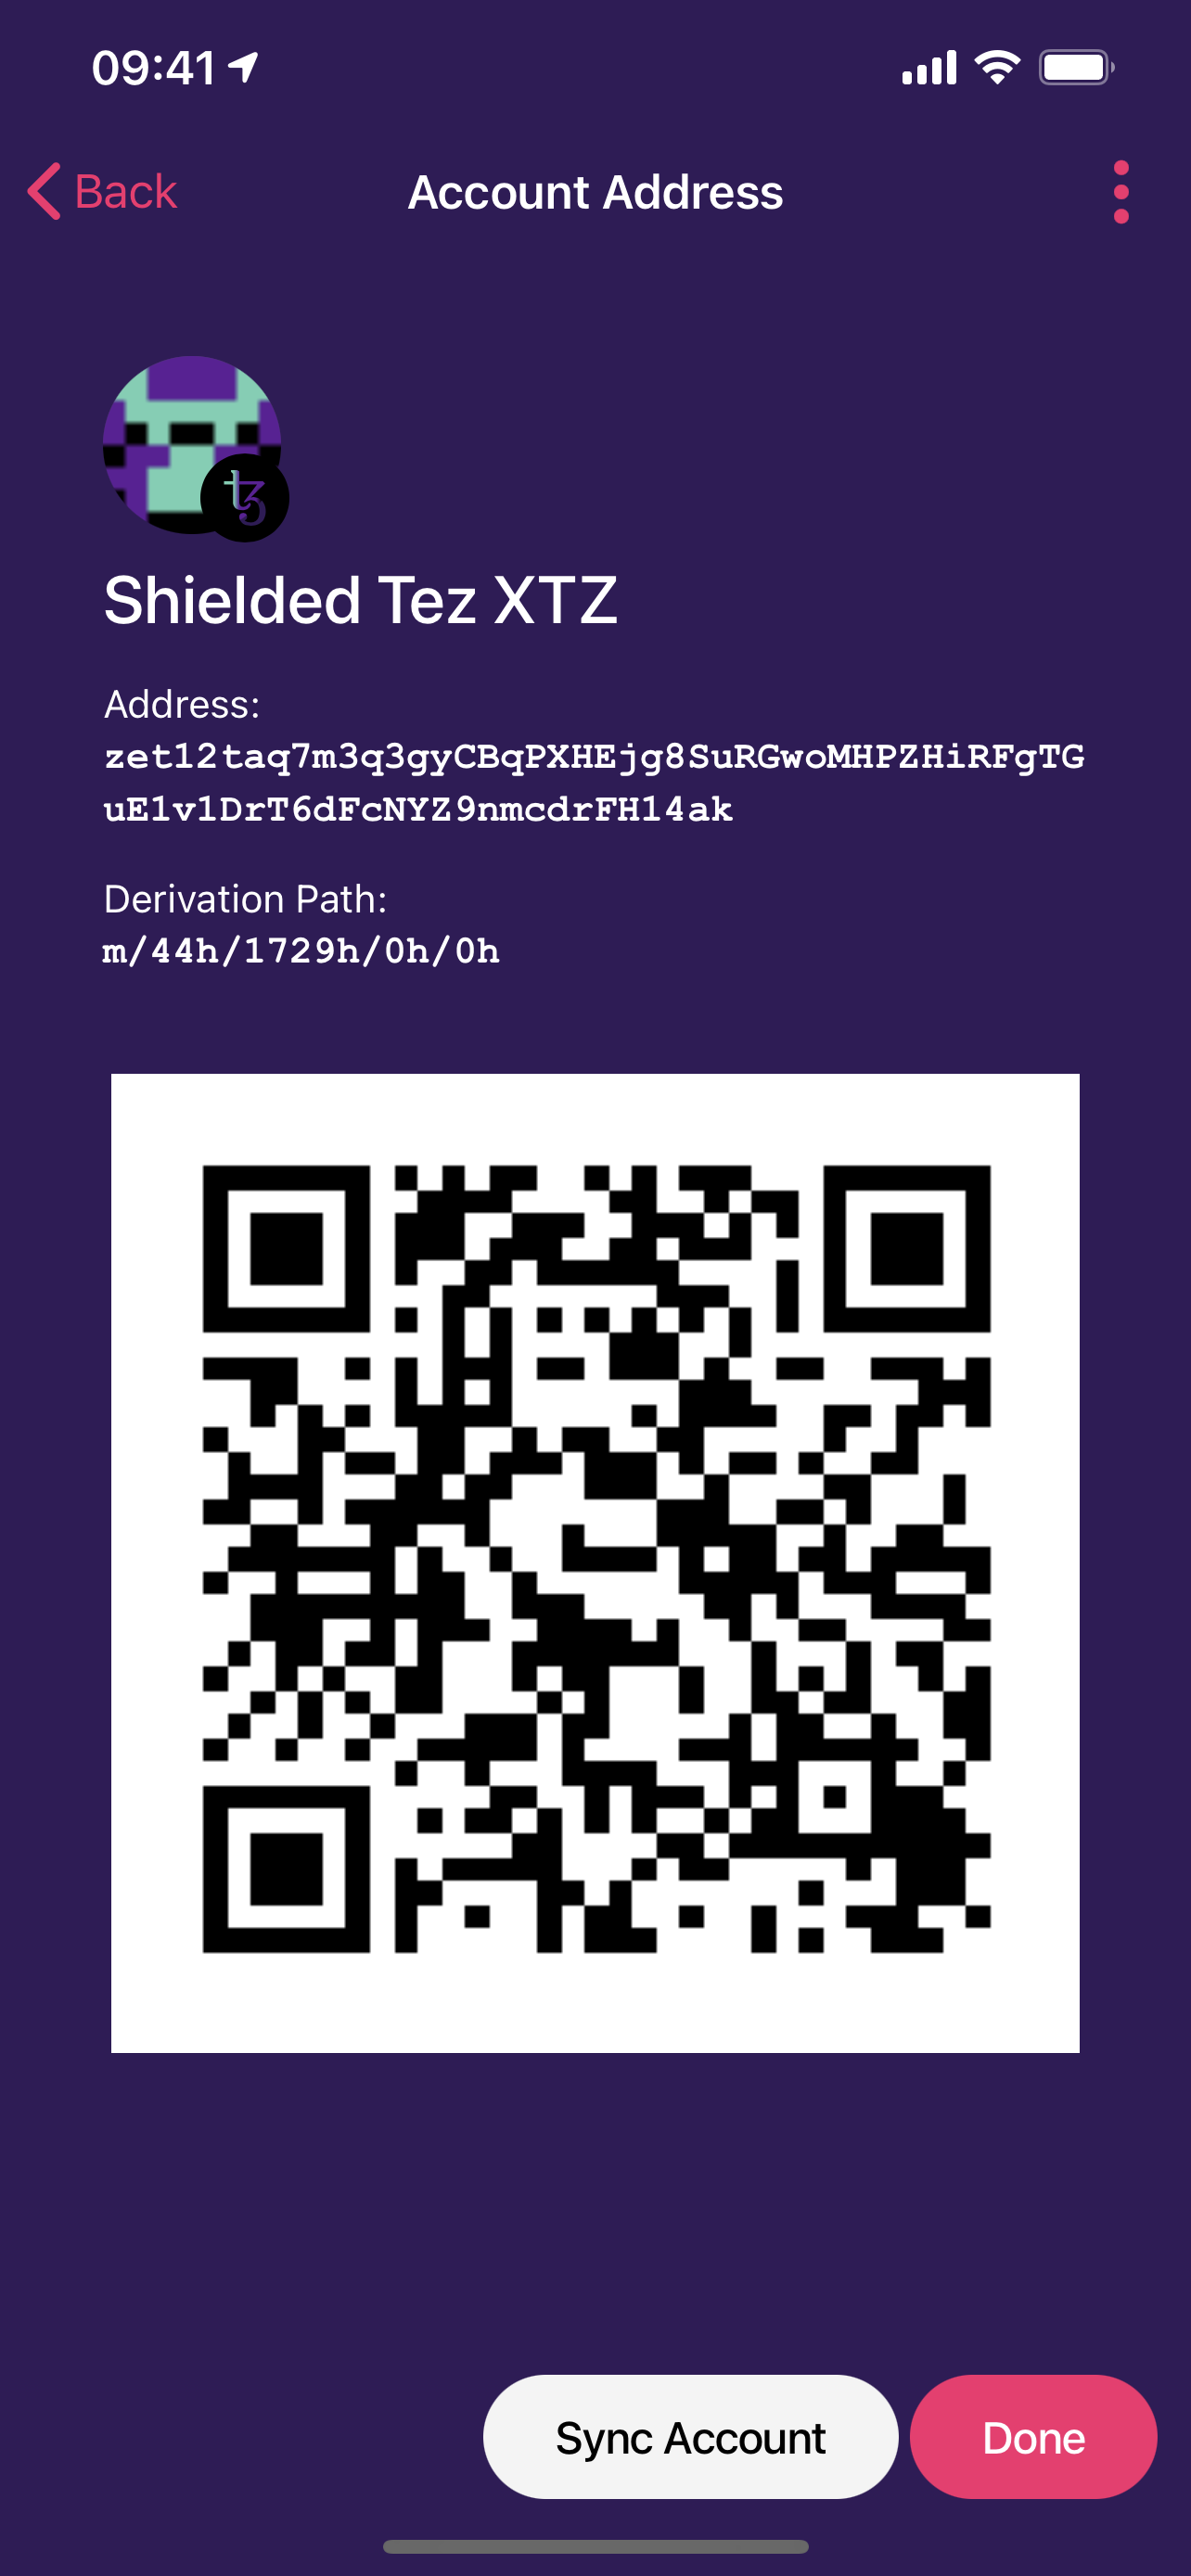 09:41
Back
Account Address
Shielded Tez XTZ
Address:
zet12taq7m3q3gyCBqPXHEjg8SuRGwoMHPZHiRFgTG
uE1v1DrT6dFcNYZ9nmcdrFH14ak
Derivation Path:
m/44h/1729h/0h/0h
Sync Account
Done